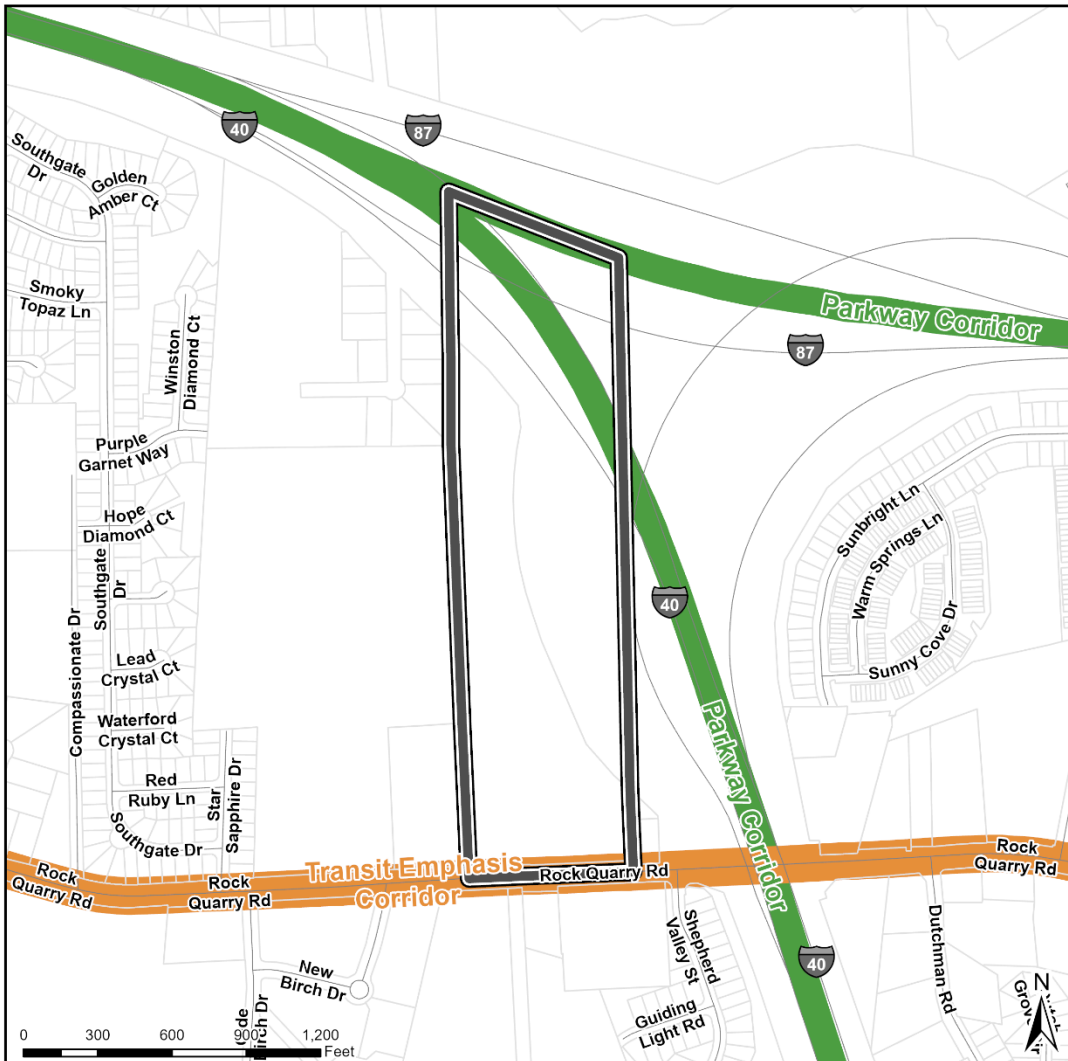 40
87
Southgate
Dr
Golden
Amber Ct
Smoky
Topaz Ln
Winston
Diamond Ct
Parkway Corridor
87
Purple
Garnet Way
Hope
Diamond Ct
Southgate
Dr
Compassionate Dr
Lead
Crystal Ct
Waterford
Crystal Ct
Red
Ruby Ln
Star
Sapphire Dr
Southgate Dr
Sunbright Ln
Warm Springs Ln
Sunny Cove Dr
40
Parkway Corridor
Rock
Quarry Rd
Rock
Quarry Rd
Transit Emphasis
Corridor
Rock Quarry Rd
Rock
Quarry Rd
Shepherd
Valley St
Dutchman Rd
40
New
Birch Dr
Birch Dr
Guiding
Light Rd
N
0 300 600 900 1,200
Feet